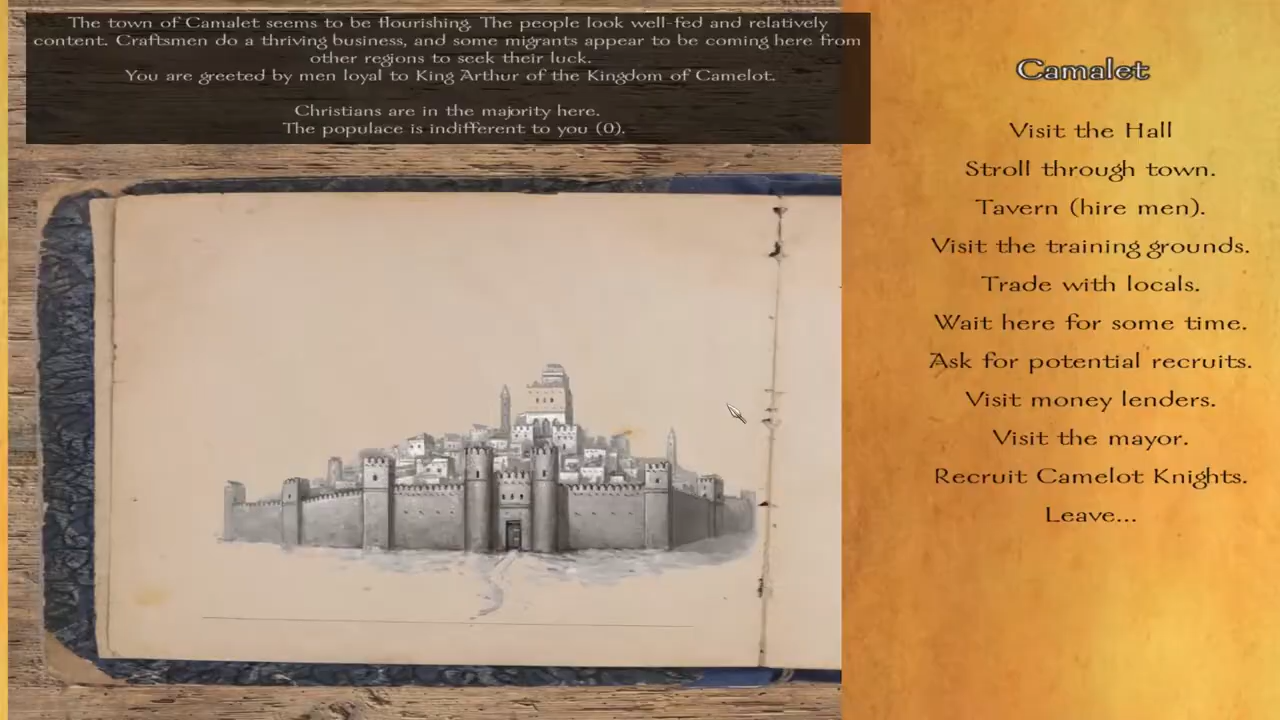 The town of Camalet seems to be flourishing. The people look well-fed and relatively
content. Craftsmen do a thriving business, and some migrants appear to be coming here from
other regions to seek their luck.
You are greeted by men loyal to King Arthur of the Kingdom of Camelot.
Christians are in the majority here.
The populace is indifferent to you (0).
Camalet
Visit the Hall
Stroll through town.
Tavern (hire men).
Visit the training grounds.
Trade with locals.
Wait here for some time.
Ask for potential recruits.
Visit money lenders.
Visit the mayor.
Recruit Camelot Knights.
Leave...